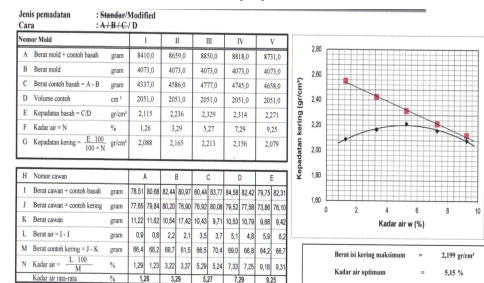 Jenis pemadatan : Standar/Modified
Cara : A/B/C/ D
Nomor Mold I II III IV V
A Berat mold + contoh basah gram 8410,0 8659,0 8850,0 8818,0 8731,0
B Berat mold gram 4073,0 4073,0 4073,0 4073,0 4073,0
C Berat contoh basah = A - B gram 4337,0 4586,0 4777,0 4745,0 4658,0
D Volume contoh cm ³ 2051,0 2051,0 2051,0 2051,0 2051,0
E Kepadatan basah = C/D gr/cm³ 2,115 2,236 2,329 2,314 2,271
F Kadar air = N % 1,26 3,29 5,27 7,29 9,25
G Kepadatan kering = E . 100 gr/cm³ 2,088 2,165 2,213 2,156 2,079
100 + N
H Nomor cawan A B C D E
I Berat cawan + contoh basah gram 78,51 80,68 82,44 80,97 80,44 83,77 84,58 82,42 79,75 82,31
J Berat cawan + contoh kering gram 77,65 79,84 80,20 78,90 76,92 80,08 79,52 77,58 73,86 76,10
K Berat cawan gram 11,22 11,62 10,54 17,42 10,43 9,71 10,53 10,79 9,68 9,42
L Berat air = I - J gram 0,9 0,8 2,2 2,1 3,5 3,7 5,1 4,8 5,9 6,2
M Berat contoh kering = J - K gram 66,4 68,2 69,7 61,5 66,5 70,4 69,0 66,8 64,2 66,7
N Kadar air = L 100 % 1,29 1,23 3,22 3,37 5,29 5,24 7,33 7,25 9,18 9,31
M
Kadar air rata-rata % 1,26 3,29 5,27 7,29 9,25
Kepadatan kering (gr/cm³)
2,80
2,60
2,40
2,20
2,00
1,80
1,60
0 2 4 6 8 10
Kadar air w (%)
Berat isi kering maksimum = 2,199 gr/cm³
Kadar air optimum = 5,15 %